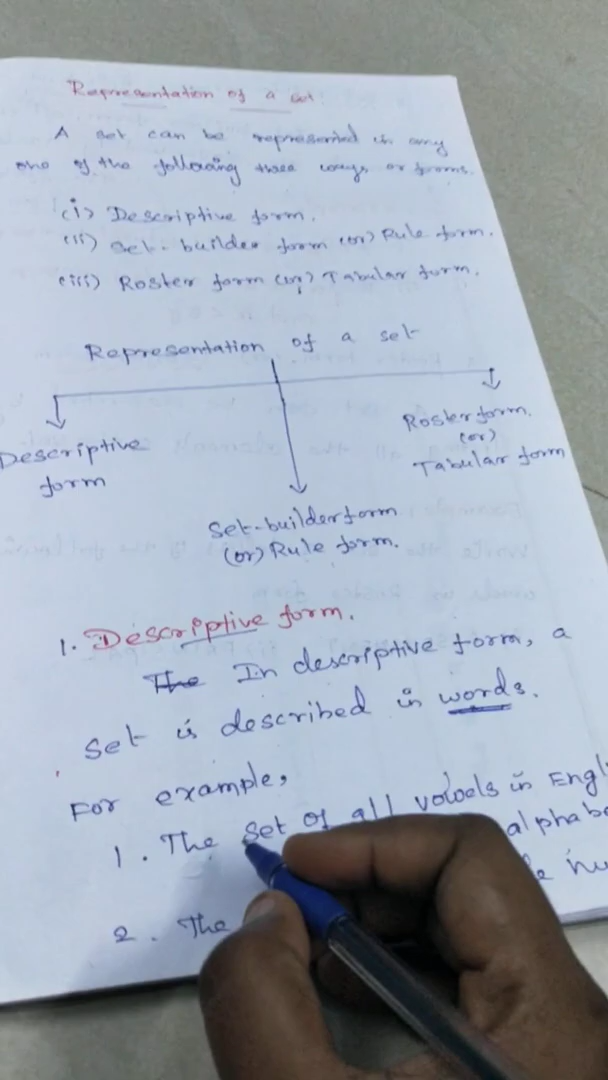 Representation of a set
A set can be represented in any
one of the following three ways or forms.
(i) Descriptive form.
(ii) Set-builder form (or) Rule form.
(iii) Roster form (or) Tabular form.
Representation of a set
Descriptive
form
Set-builder form
(or) Rule form.
Roster form.
(or)
Tabular form
1. Descriptive form.
The In descriptive form, a
set is described in words.
For example,
1. The set of all vowels in Engli
alphabe
2. The